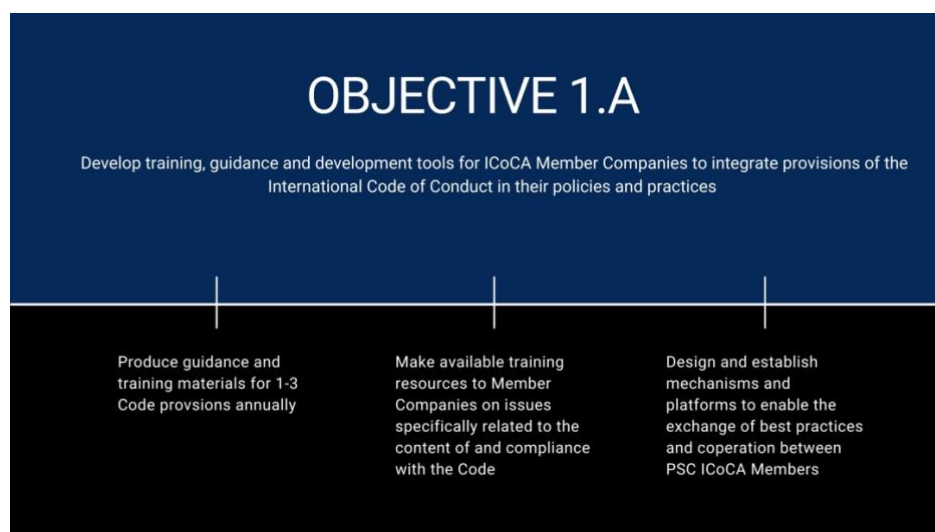 OBJECTIVE 1.A
Develop training, guidance and development tools for ICoCA Member Companies to integrate provisions of the
International Code of Conduct in their policies and practices
Produce guidance and
training materials for 1-3
Code provsions annually
Make available training
resources to Member
Companies on issues
specifically related to the
content of and compliance
with the Code
Design and establish
mechanisms and
platforms to enable the
exchange of best practices
and coperation between
PSC ICoCA Members